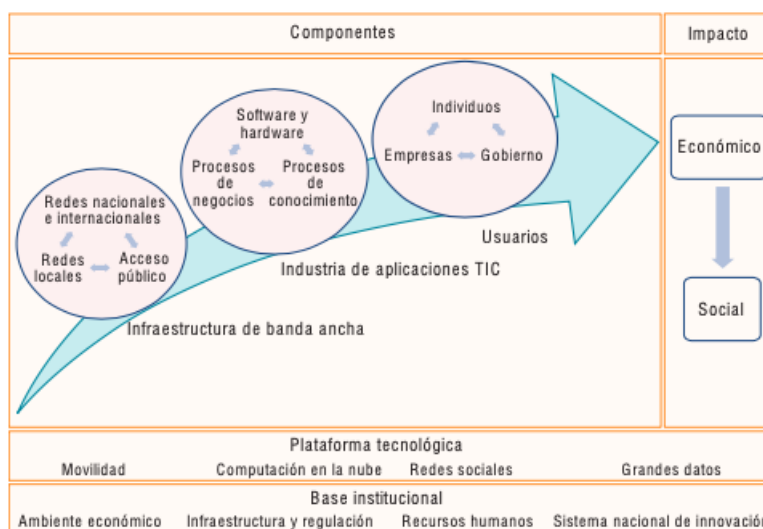 Componentes
Impacto
Individuos
Empresas
Gobierno
Software y
hardware
Procesos
de
negocios
Procesos
de
conocimiento
Redes nacionales
e internacionales
Redes
locales
Acceso
público
Económico
Social
Usuarios
Industria de aplicaciones TIC
Infraestructura de banda ancha
Plataforma tecnológica
Movilidad
Computación en la nube
Redes sociales
Grandes datos
Base institucional
Ambiente económico
Infraestructura y regulación
Recursos humanos
Sistema nacional de innovación